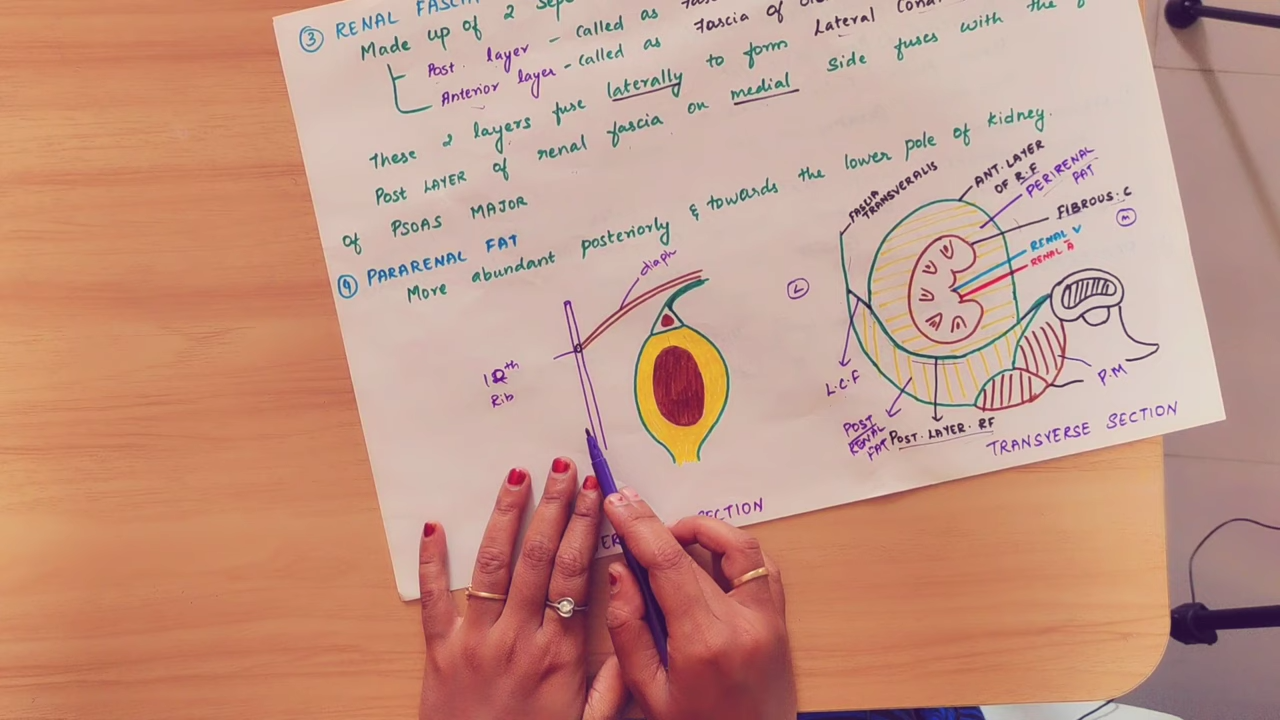 ③ RENAL FASCIA
Made up of 2 sep
Post. layer - called as
Anterior layer - called as Fascia of
These 2 layers fuse laterally to form Lateral Con
Post LAYER of renal fascia on medial side fuses with the
of PSOAS MAJOR
④ PARARENAL FAT
More abundant posteriorly & towards the lower pole of kidney.
diaph
12th
Rib
SECTION
FASCIA
TRANSVERALIS
ANT. LAYER
OF R.F
PERIRENAL
FAT
FIBROUS. C
M
RENAL V
RENAL A
L
L.C.F
POST
RENAL
FAT
POST. LAYER. RF
P.M
TRANSVERSE SECTION